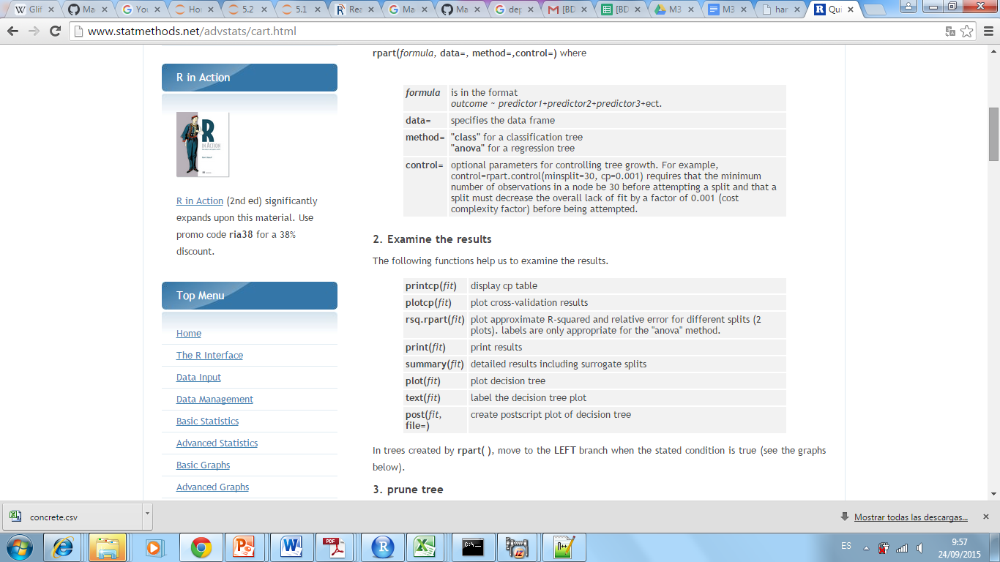 Glif
Ma
You
Ho
5.2
5.1
Rea
Ma
Ma
dep
[BD
[BD
M3
M3
har
Qui
www.statmethods.net/advstats/cart.html
R in Action
R
IN ACTION
R in Action (2nd ed) significantly
expands upon this material. Use
promo code ria38 for a 38%
discount.
Top Menu
Home
The R Interface
Data Input
Data Management
Basic Statistics
Advanced Statistics
Basic Graphs
Advanced Graphs
rpart(formula, data=, method=,control=) where
formula is in the format
outcome ~ predictor1+predictor2+predictor3+ect.
data= specifies the data frame
method= "class" for a classification tree
"anova" for a regression tree
control= optional parameters for controlling tree growth. For example,
control=rpart.control(minsplit=30, cp=0.001) requires that the minimum
number of observations in a node be 30 before attempting a split and that a
split must decrease the overall lack of fit by a factor of 0.001 (cost
complexity factor) before being attempted.
2. Examine the results
The following functions help us to examine the results.
printcp(fit) display cp table
plotcp(fit) plot cross-validation results
rsq.rpart(fit) plot approximate R-squared and relative error for different splits (2
plots). labels are only appropriate for the "anova" method.
print(fit) print results
summary(fit) detailed results including surrogate splits
plot(fit) plot decision tree
text(fit) label the decision tree plot
post(fit, create postscript plot of decision tree
file=)
In trees created by rpart( ), move to the LEFT branch when the stated condition is true (see the graphs
below).
3. prune tree
concrete.csv
Mostrar todas las descargas...
ES
9:57
24/09/2015